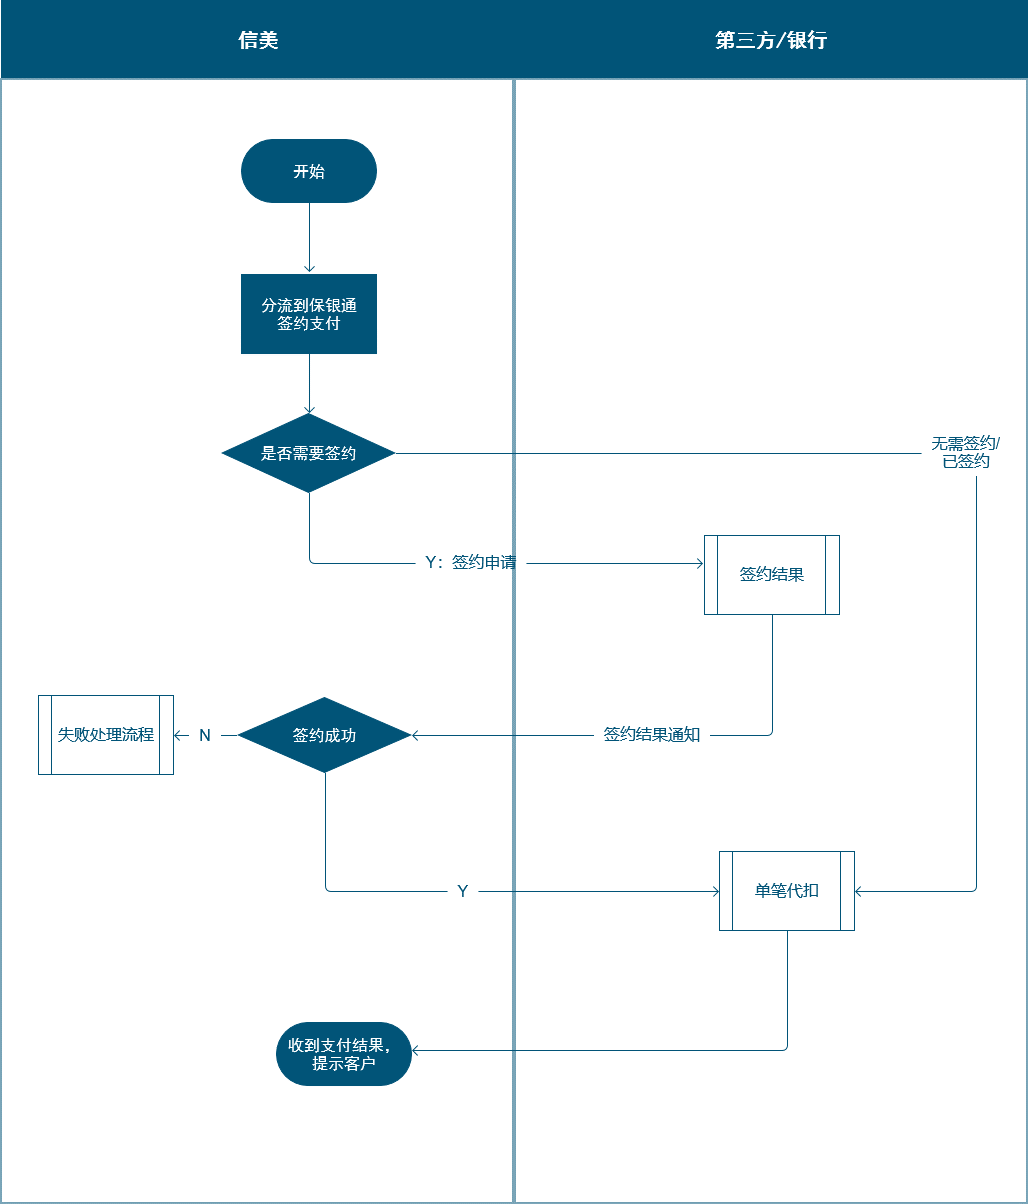 信美
第三方/银行
开始
分流到保银通
签约支付
是否需要签约
无需签约/
已签约
Y：签约申请
签约结果
失败处理流程
N
签约成功
签约结果通知
Y
单笔代扣
收到支付结果，
提示客户